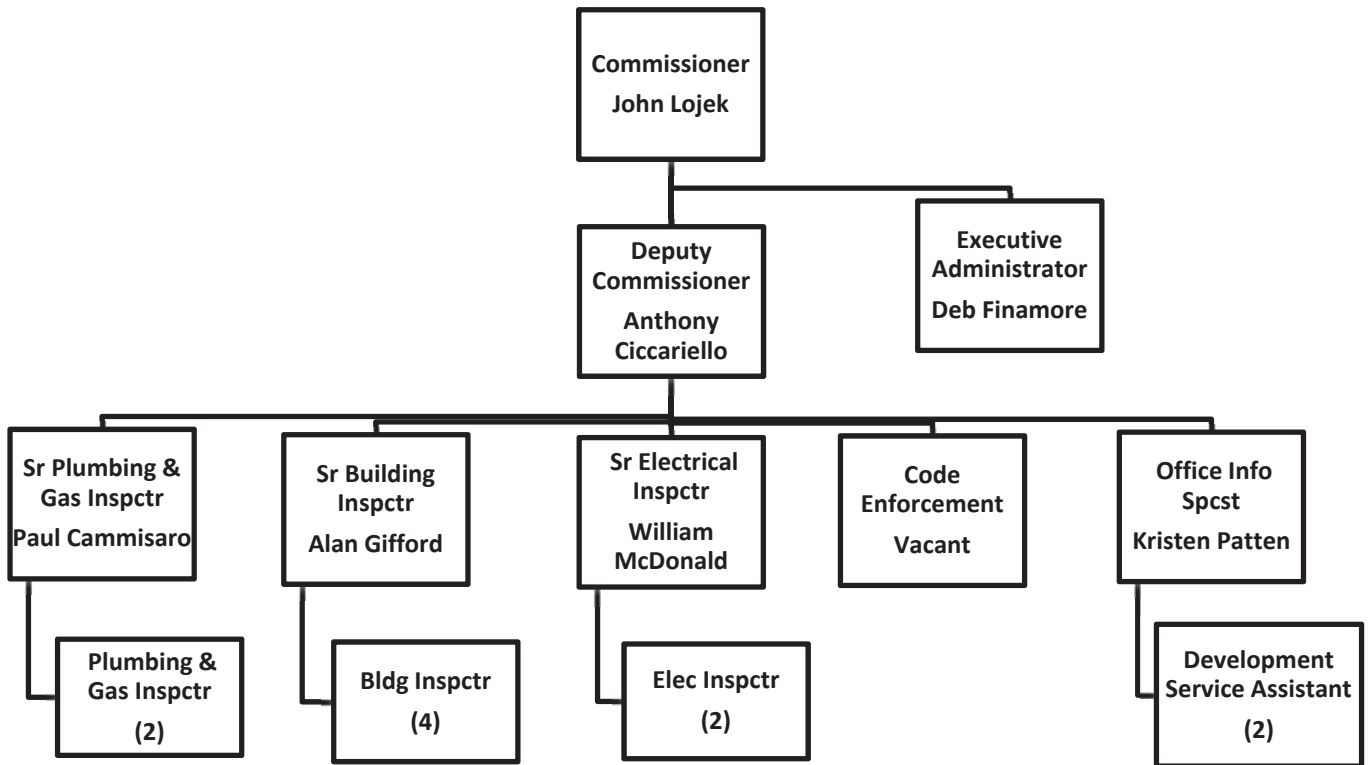 Commissioner
John Lojek
Deputy
Commissioner
Anthony
Ciccariello
Executive
Administrator
Deb Finamore
Sr Plumbing &
Gas Inspctr
Paul Cammisaro
Sr Building
Inspctr
Alan Gifford
Sr Electrical
Inspctr
William
McDonald
Code
Enforcement
Vacant
Office Info
Spcst
Kristen Patten
Plumbing &
Gas Inspctr
(2)
Bldg Inspctr
(4)
Elec Inspctr
(2)
Development
Service Assistant
(2)